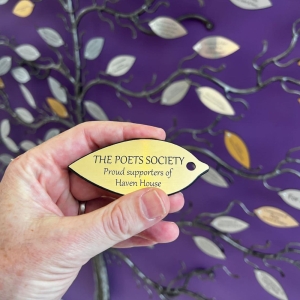 THE POETS SOCIETY
Proud supporters of
Haven House